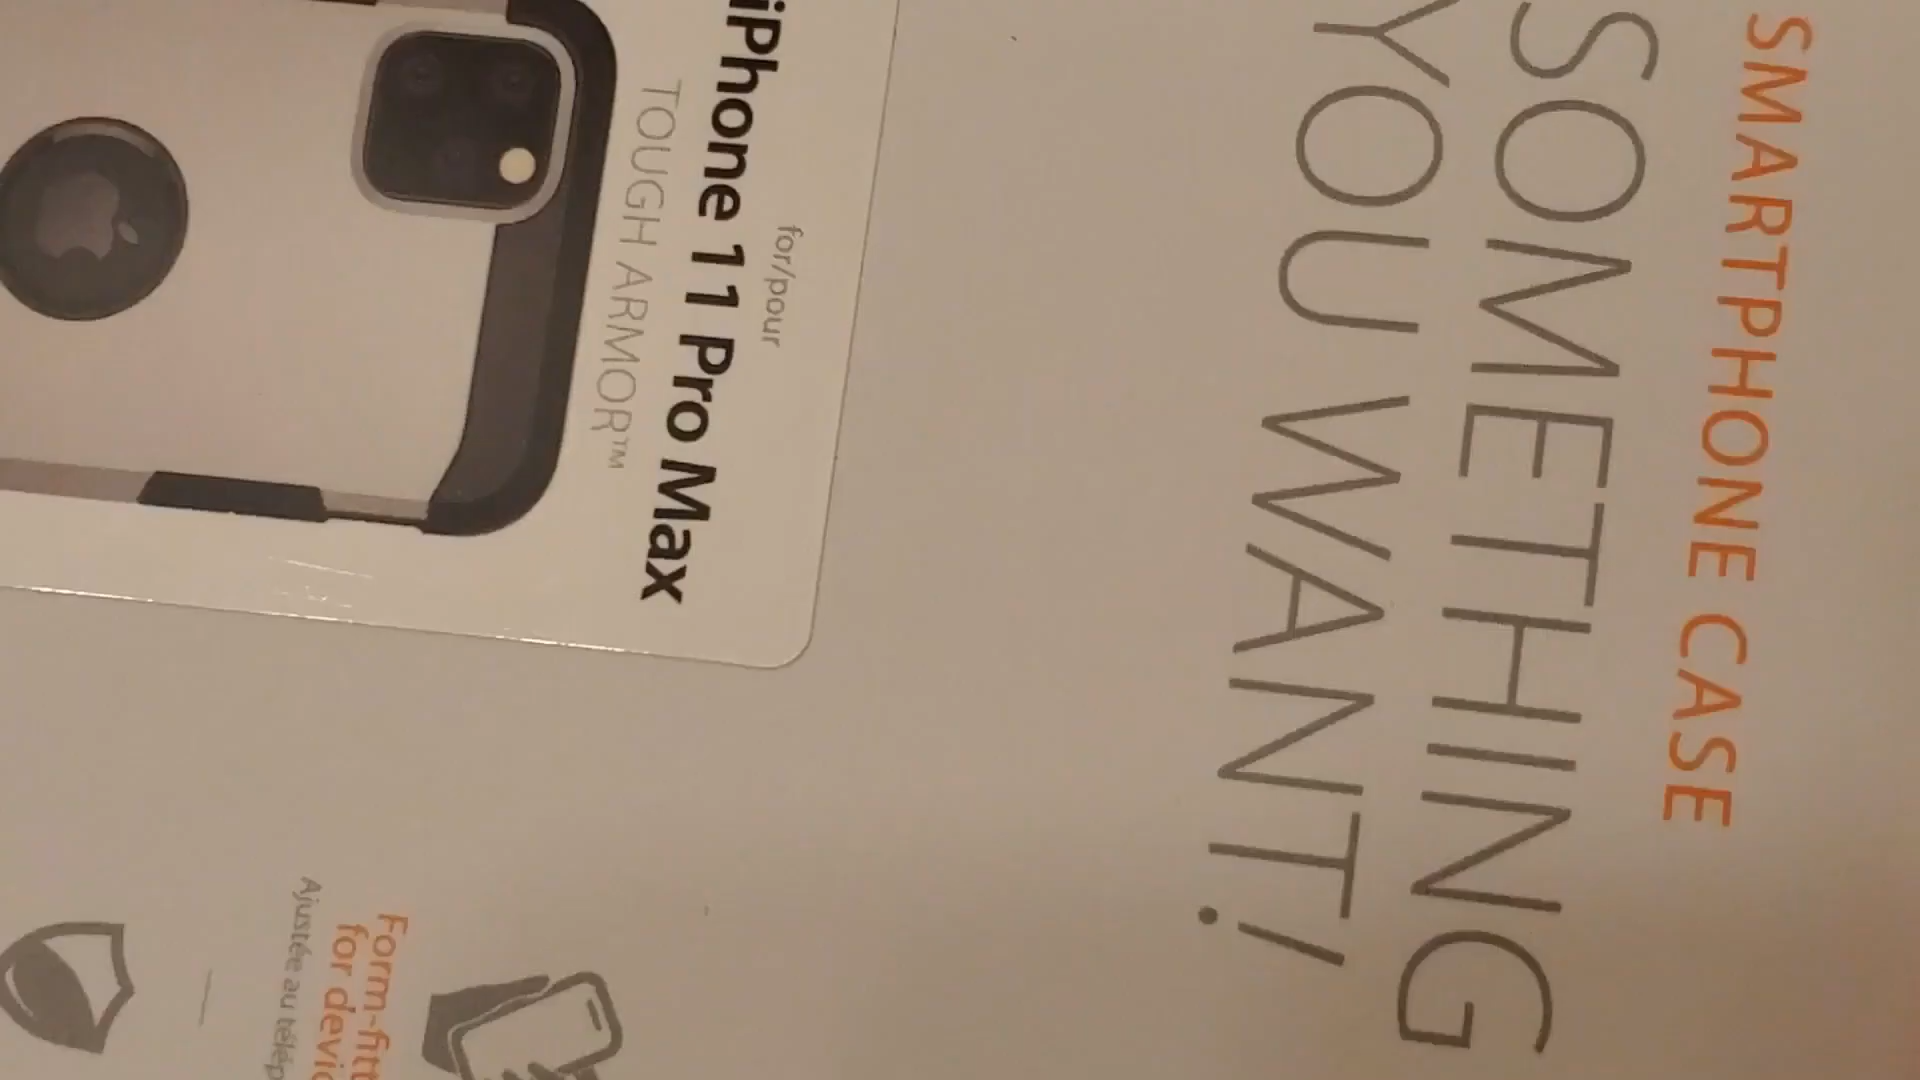 SMARTPHONE CASE
SOMETHING
YOU WANT!
for/pour
iPhone 11 Pro Max
TOUGH ARMOR™
Form-fitt
for devic
Ajustée au télép